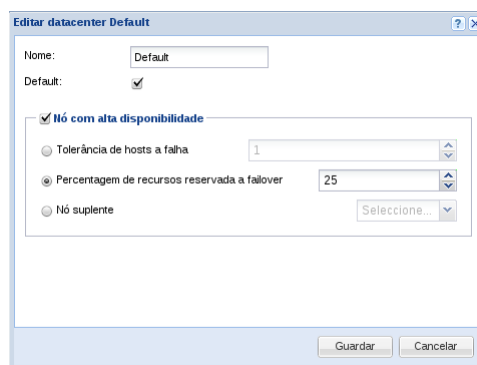 Editar datacenter Default
Nome: Default
Default:
Nó com alta disponibilidade
Tolerância de hosts a falha 1
Percentagem de recursos reservada a failover 25
Nó suplente Seleccione...
Guardar Cancelar